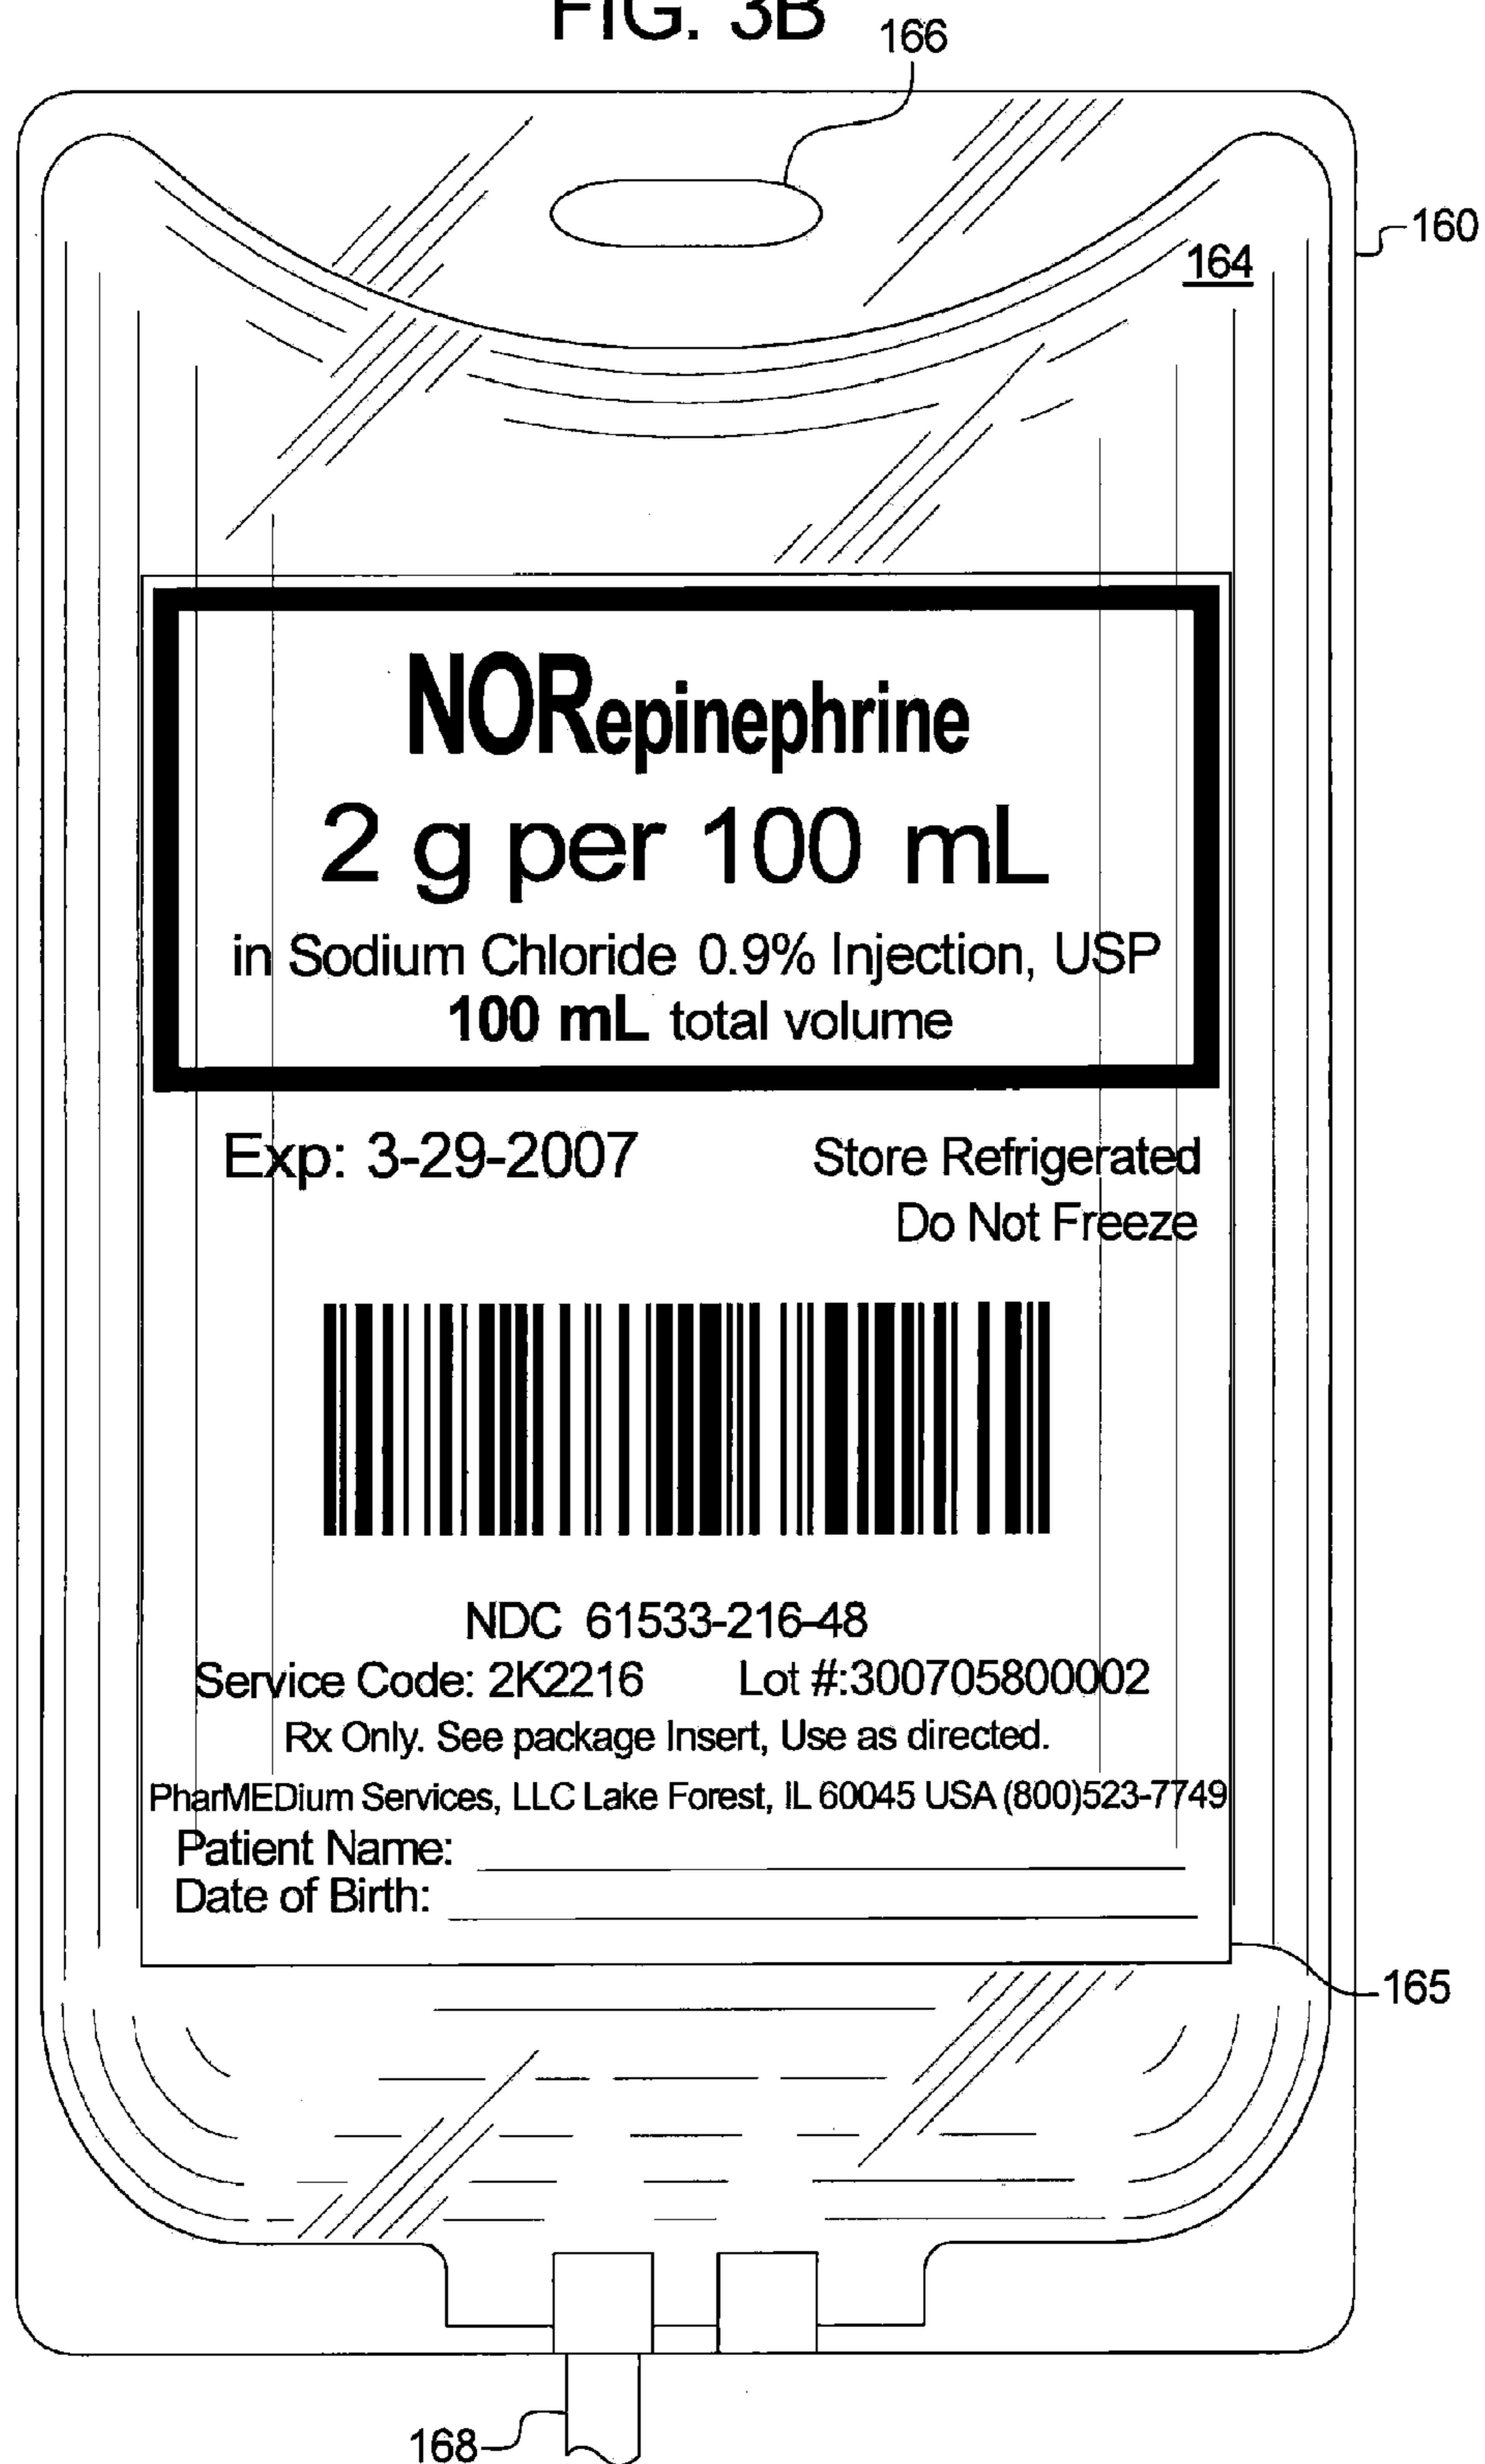 FIG. 3B
166
160
164
NORepinephrine
2 g per 100 mL
in Sodium Chloride 0.9% Injection, USP
100 mL total volume
Exp: 3-29-2007
Store Refrigerated
Do Not Freeze
NDC 61533-216-48
Service Code: 2K2216 Lot #:300705800002
Rx Only. See package Insert, Use as directed.
PharMEDium Services, LLC Lake Forest, IL 60045 USA (800)523-7749
Patient Name:
Date of Birth:
165
168